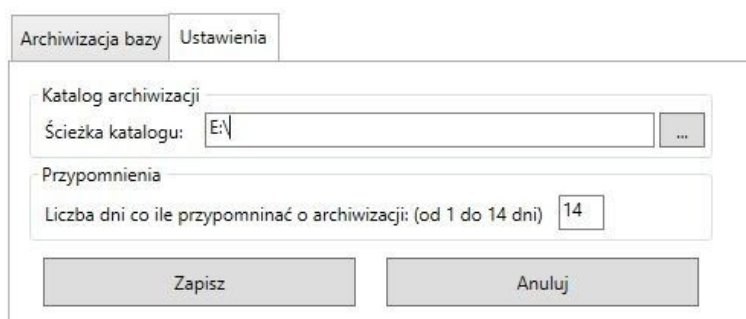 Archiwizacja bazy Ustawienia
Katalog archiwizacji
Ścieżka katalogu: E:\
...
Przypomnienia
Liczba dni co ile przypominać o archiwizacji: (od 1 do 14 dni) 14
Zapisz Anuluj